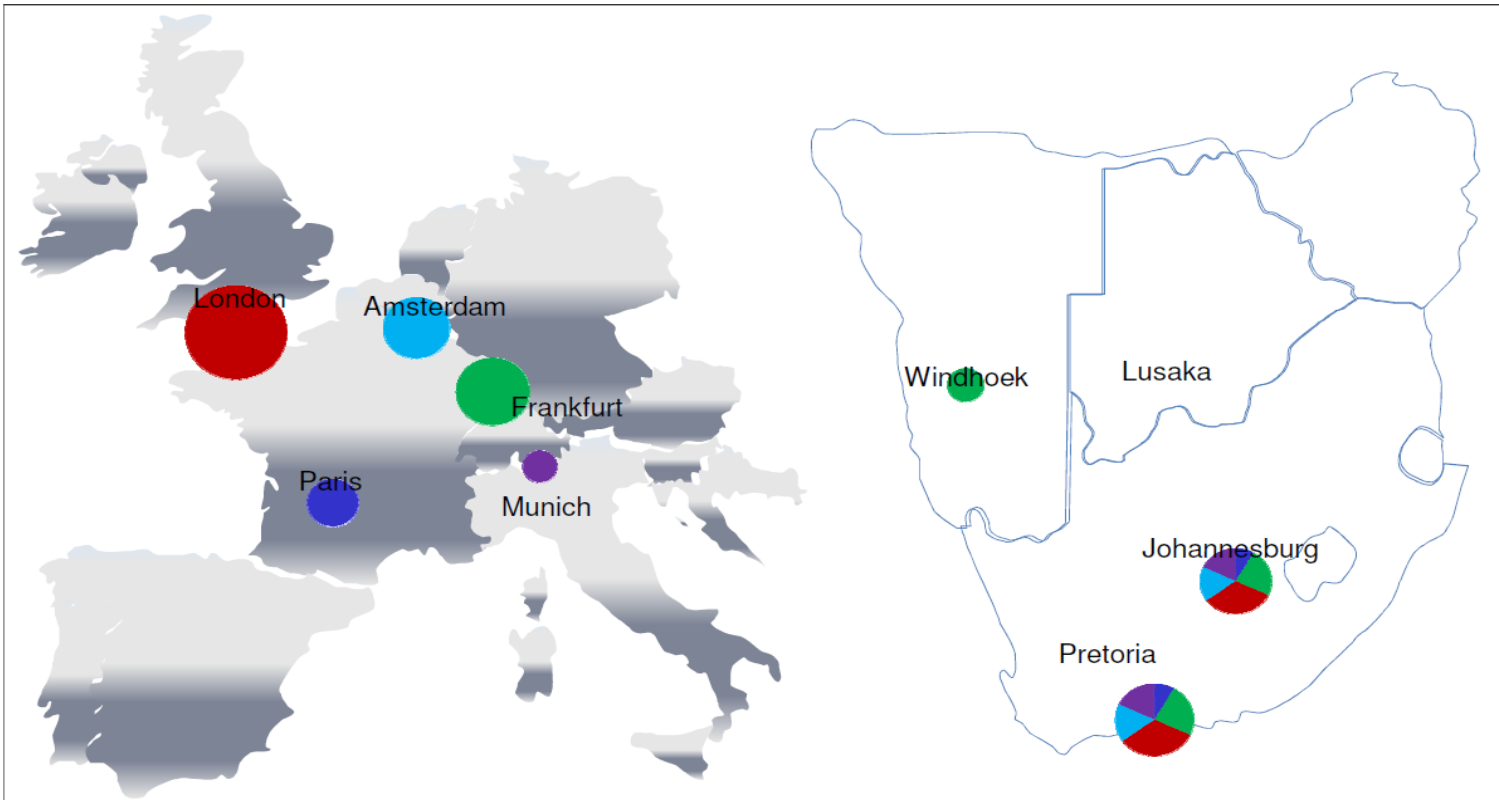 London
Amsterdam
Frankfurt
Paris
Munich
Windhoek
Lusaka
Johannesburg
Pretoria